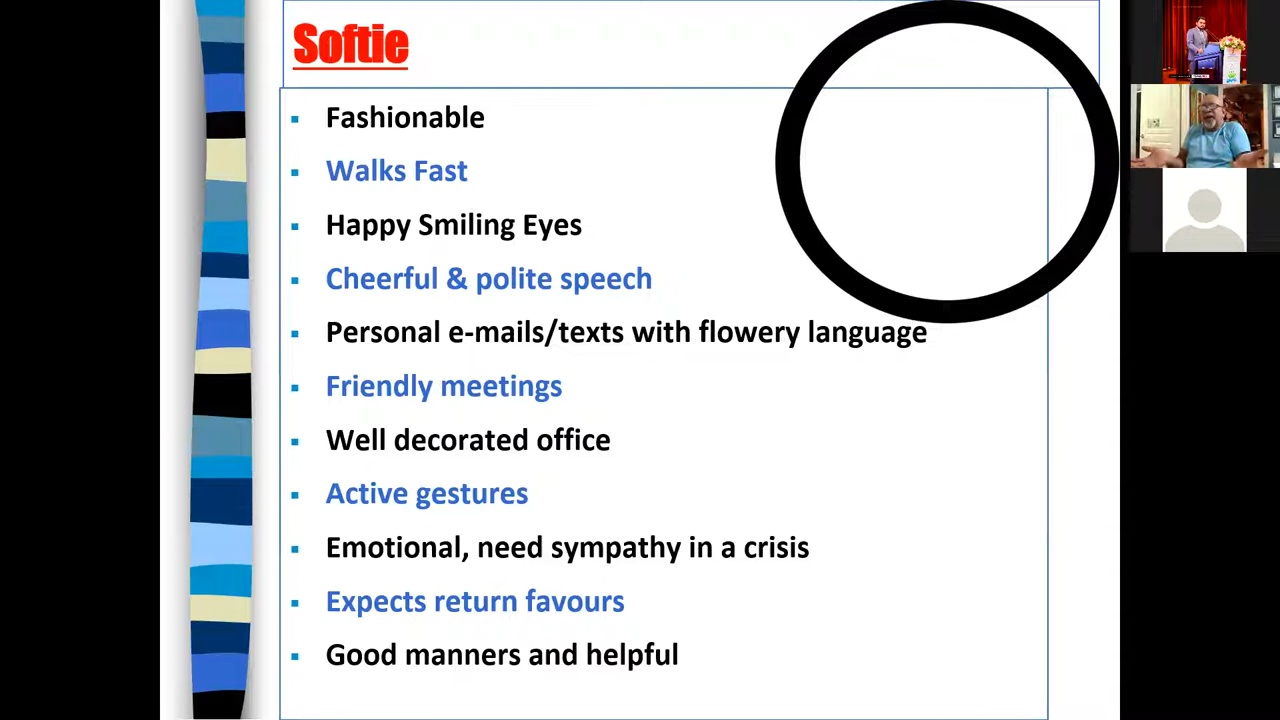 Softie
Fashionable
Walks Fast
Happy Smiling Eyes
Cheerful & polite speech
Personal e-mails/texts with flowery language
Friendly meetings
Well decorated office
Active gestures
Emotional, need sympathy in a crisis
Expects return favours
Good manners and helpful